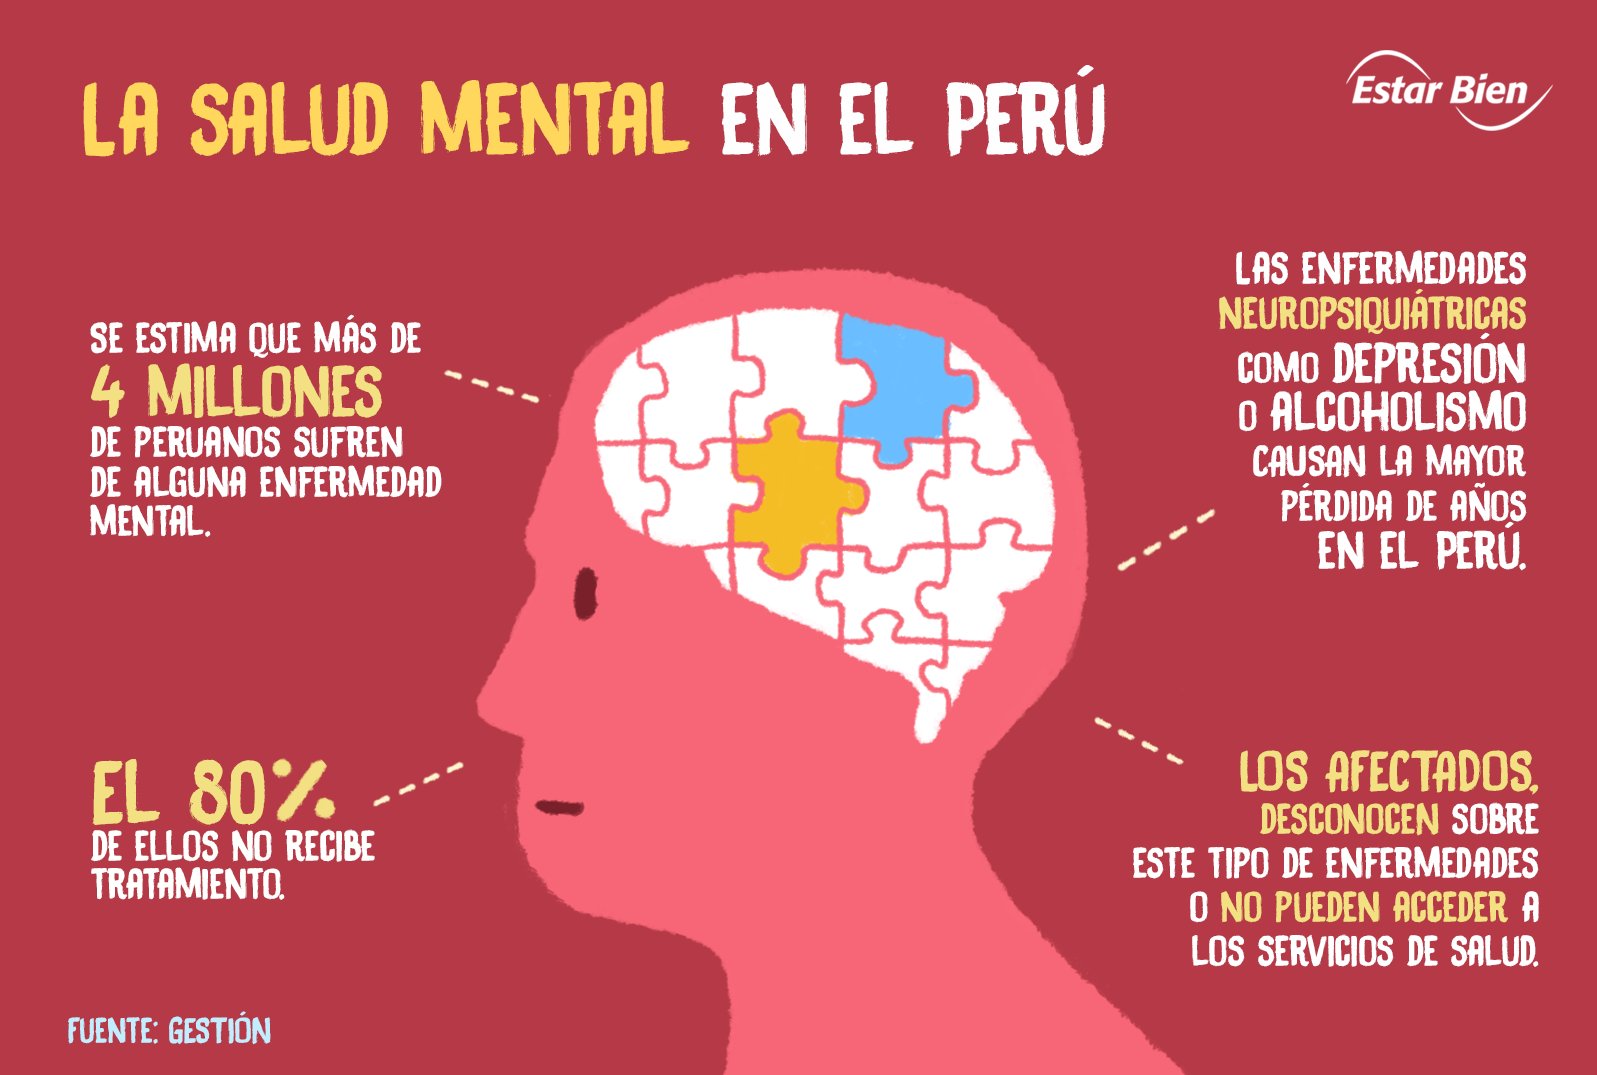 LA SALUD MENTAL EN EL PERÚ
Estar Bien
SE ESTIMA QUE MÁS DE
4 MILLONES
DE PERUANOS SUFREN
DE ALGUNA ENFERMEDAD
MENTAL.
EL 80%
DE ELLOS NO RECIBE
TRATAMIENTO.
LAS ENFERMEDADES
NEUROPSIQUIÁTRICAS
COMO DEPRESIÓN
O ALCOHOLISMO
CAUSAN LA MAYOR
PÉRDIDA DE AÑOS
EN EL PERÚ.
LOS AFECTADOS,
DESCONOCEN SOBRE
ESTE TIPO DE ENFERMEDADES
O NO PUEDEN ACCEDER A
LOS SERVICIOS DE SALUD.
FUENTE: GESTIÓN